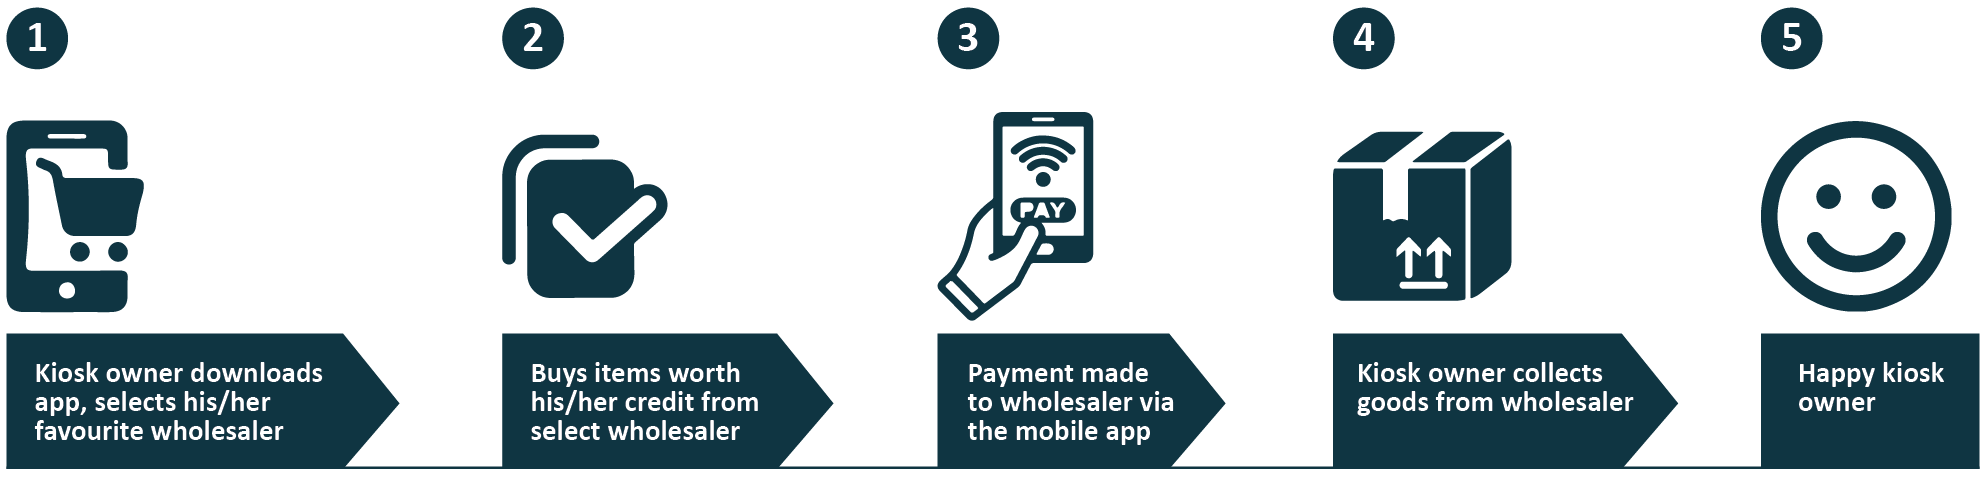 1
2
3
4
5
PAY
Kiosk owner downloads
app, selects his/her
favourite wholesaler
Buys items worth
his/her credit from
select wholesaler
Payment made
to wholesaler via
the mobile app
Kiosk owner collects
goods from wholesaler
Happy kiosk
owner